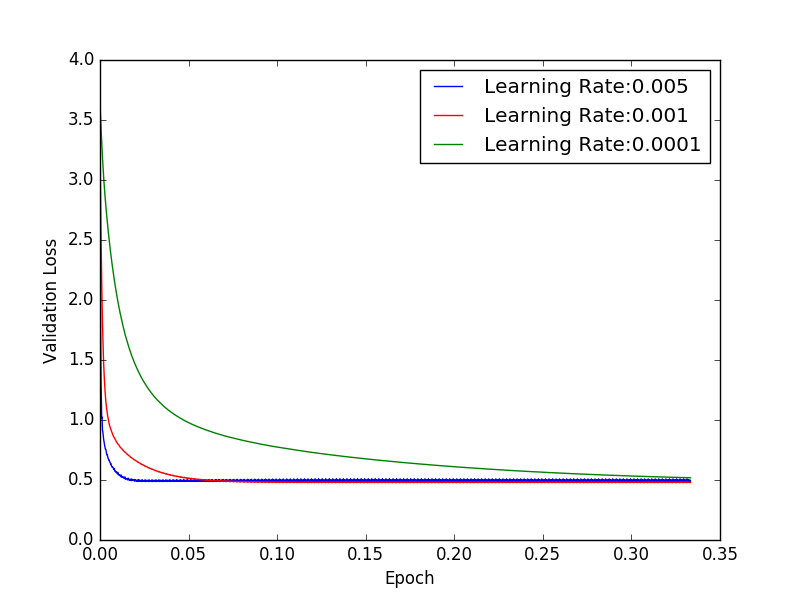 4.0
3.5
3.0
2.5
2.0
1.5
1.0
0.5
0.0
Validation Loss
Learning Rate:0.005
Learning Rate:0.001
Learning Rate:0.0001
0.00 0.05 0.10 0.15 0.20 0.25 0.30 0.35
Epoch